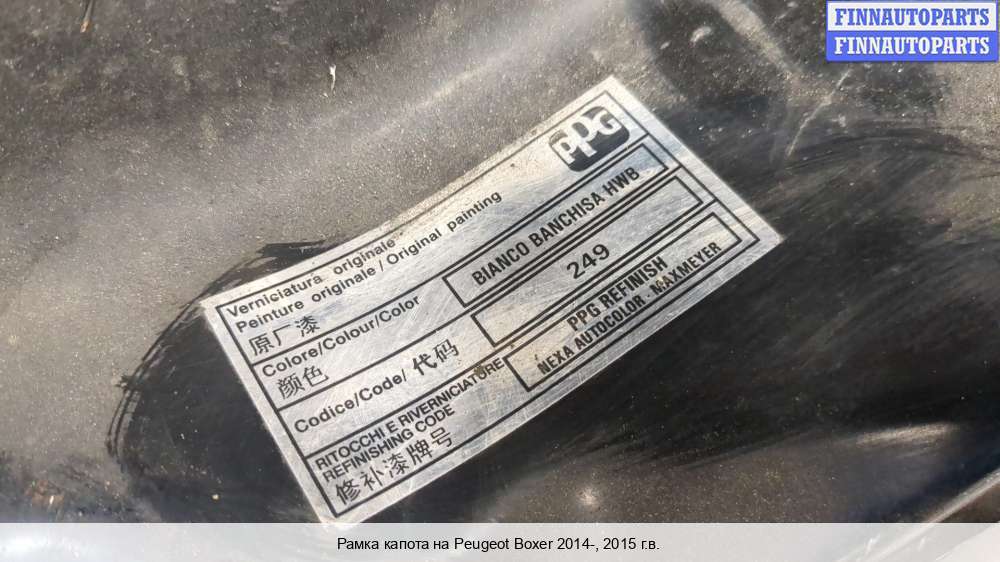 FINNAUTOPARTS
FINNAUTOPARTS
PPG
Verniciatura originale
Peinture originale / Original painting
原厂漆
Colore/Colour/Color
颜色
BIANCO BANCHISA HWB
Codice/Code/ 代码
249
RITOCCHI E RIVERNICIATURE
REFINISHING CODE
修补漆牌号
PPG REFINISH
NEXA AUTOCOLOR - MAXMEYER
Рамка капота на Peugeot Boxer 2014-, 2015 г.в.